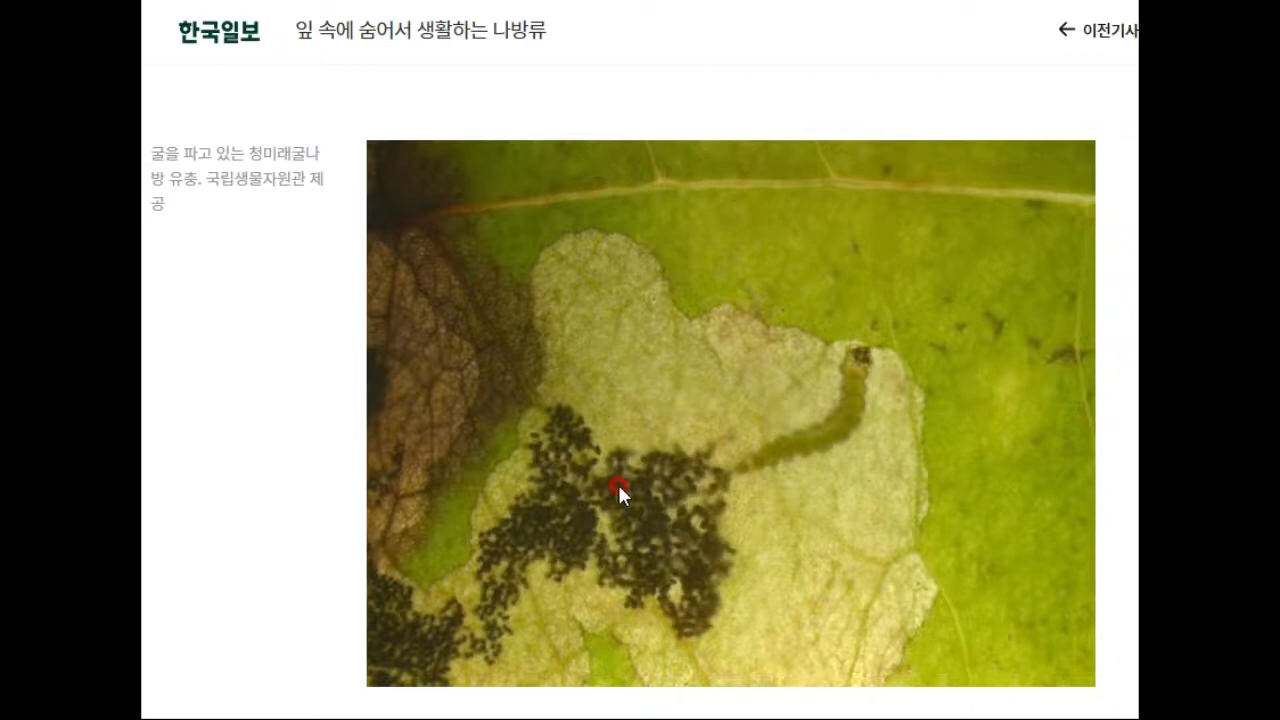 한국일보 잎 속에 숨어서 생활하는 나방류 ← 이전기사
굴을 파고 있는 청미래굴나
방 유충. 국립생물자원관 제
공